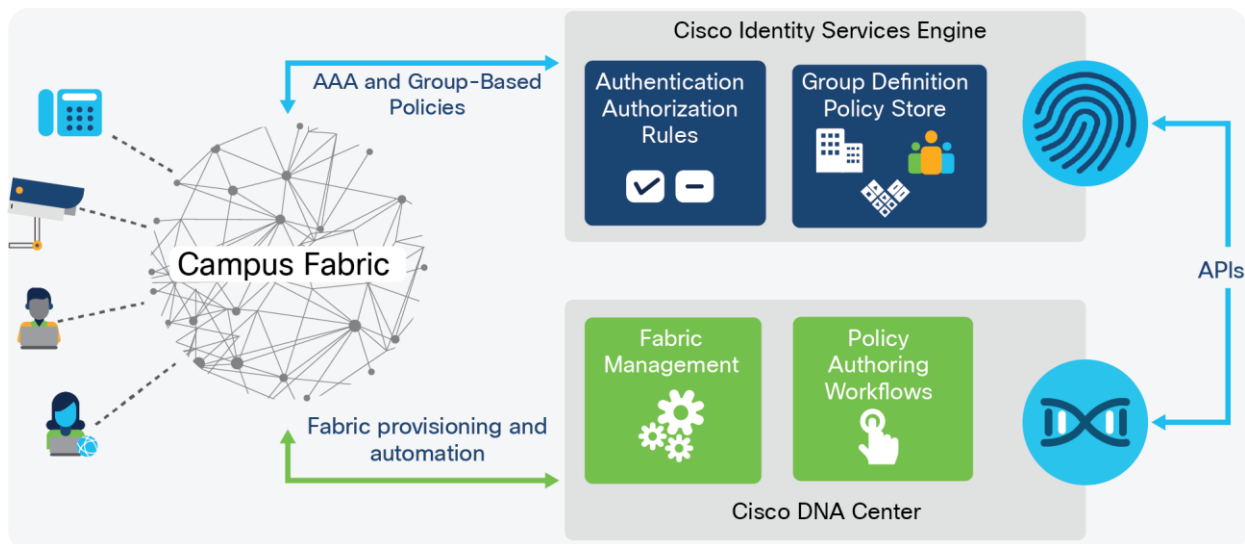 Cisco Identity Services Engine
AAA and Group-Based
Policies
Authentication
Authorization
Rules
Group Definition
Policy Store
Campus Fabric
APIs
Fabric
Management
Policy
Authoring
Workflows
Fabric provisioning and
automation
Cisco DNA Center